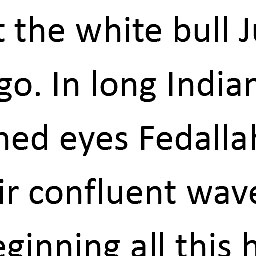 t the white bull Ju
go. In long Indian
ned eyes Fedallah
ir confluent wave
eginning all this h